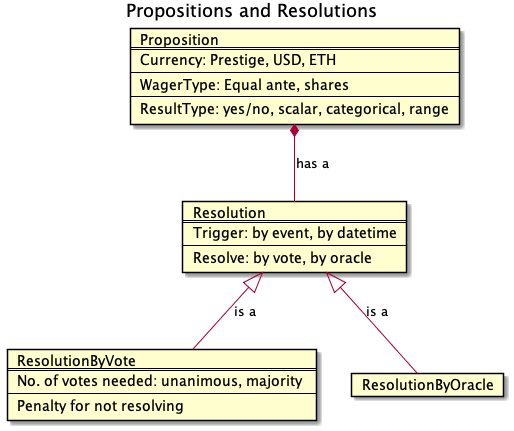 Propositions and Resolutions
Proposition
Currency: Prestige, USD, ETH
WagerType: Equal ante, shares
ResultType: yes/no, scalar, categorical, range
has a
Resolution
Trigger: by event, by datetime
Resolve: by vote, by oracle
is a
is a
ResolutionByVote
No. of votes needed: unanimous, majority
Penalty for not resolving
ResolutionByOracle